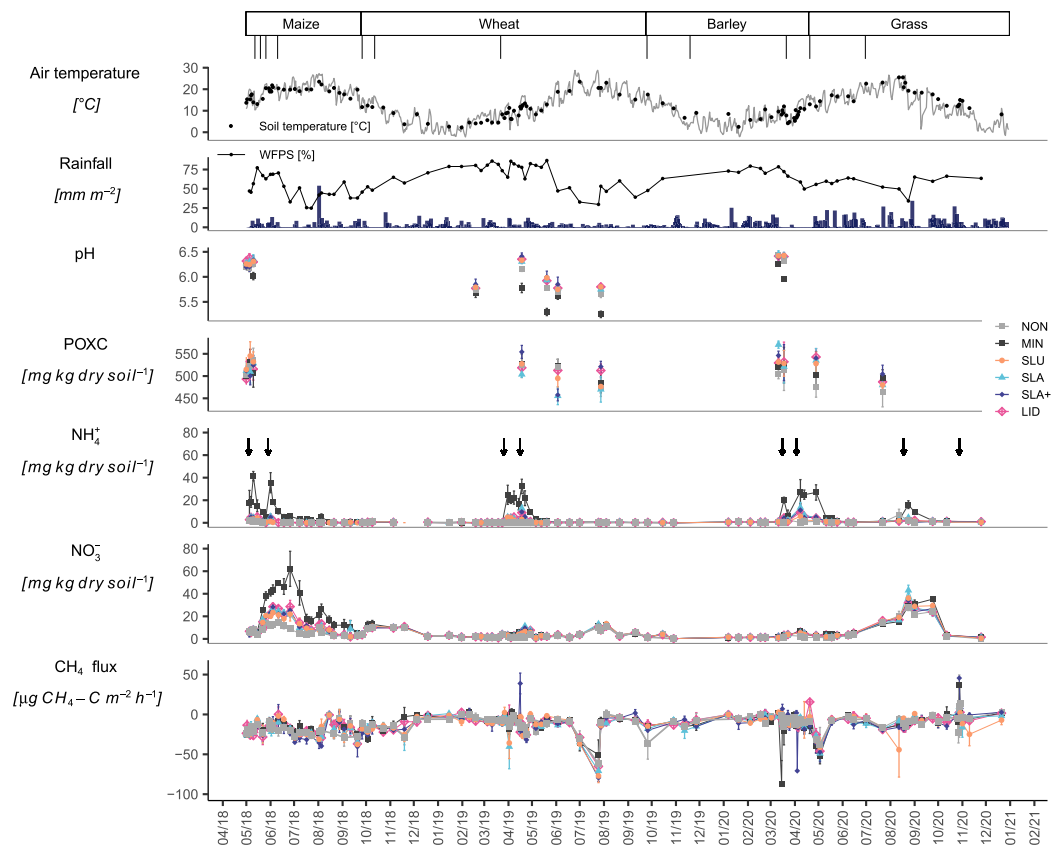 Maize Wheat Barley Grass
Air temperature
[°C]
30
20
10
0
Soil temperature [°C]
Rainfall
[mm m⁻²]
WFPS [%]
75
50
25
0
pH
6.5
6.0
5.5
POXC
[mg kg dry soil⁻¹]
550
500
450
NH₄⁺
[mg kg dry soil⁻¹]
80
60
40
20
0
NO₃⁻
[mg kg dry soil⁻¹]
80
60
40
20
0
CH₄ flux
[µg CH₄ – C m⁻² h⁻¹]
50
0
−50
−100
NON
MIN
SLU
SLA
SLA+
LID
04/18 05/18 06/18 07/18 08/18 09/18 10/18 11/18 12/18 01/19 02/19 03/19 04/19 05/19 06/19 07/19 08/19 09/19 10/19 11/19 12/19 01/20 02/20 03/20 04/20 05/20 06/20 07/20 08/20 09/20 10/20 11/20 12/20 01/21 02/21